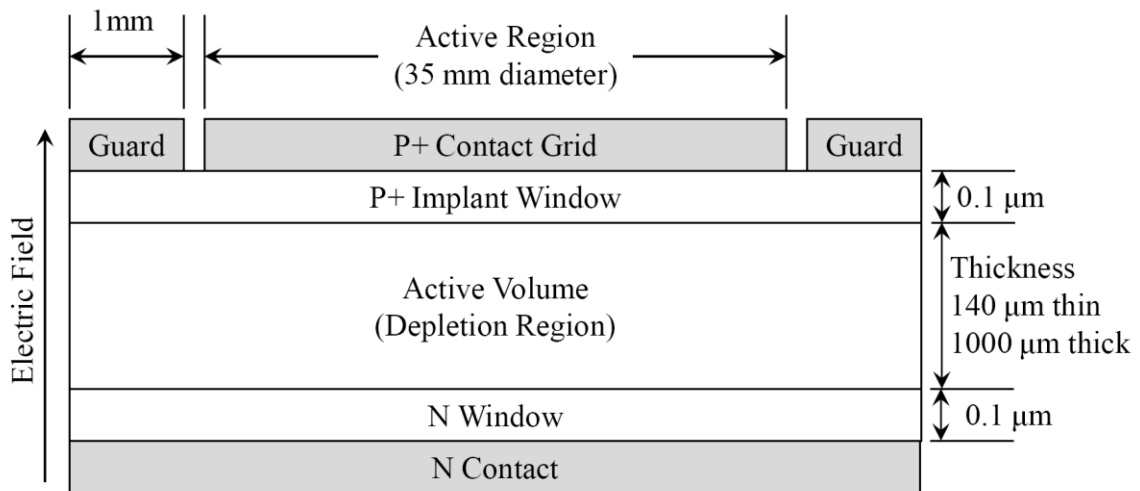 1mm
Active Region
(35 mm diameter)
Guard
P+ Contact Grid
Guard
P+ Implant Window
0.1 μm
Electric Field
Active Volume
(Depletion Region)
Thickness
140 μm thin
1000 μm thick
N Window
0.1 μm
N Contact